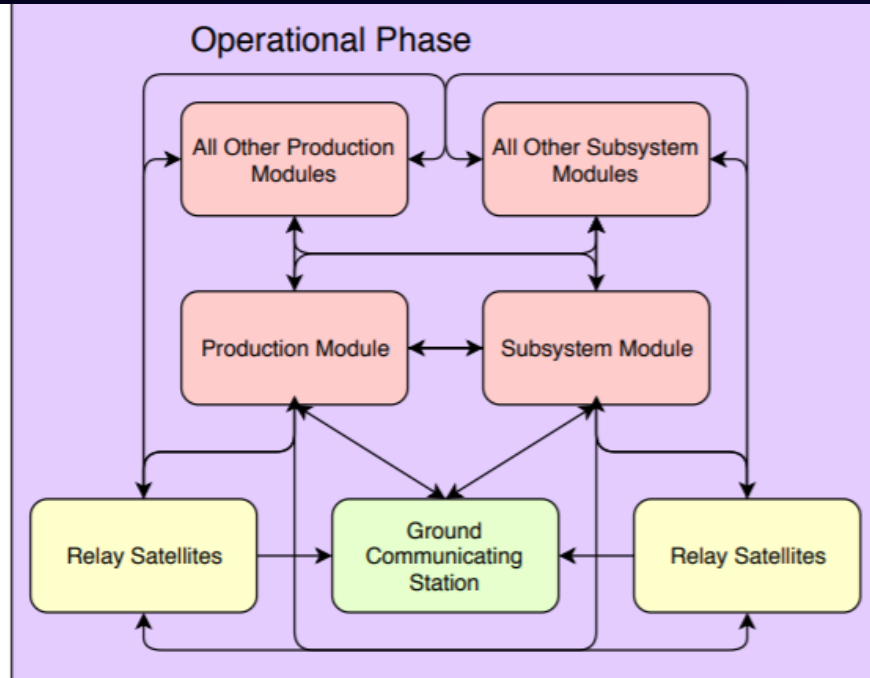 Operational Phase
All Other Production
Modules
All Other Subsystem
Modules
Production Module
Subsystem Module
Relay Satellites
Ground
Communicating
Station
Relay Satellites